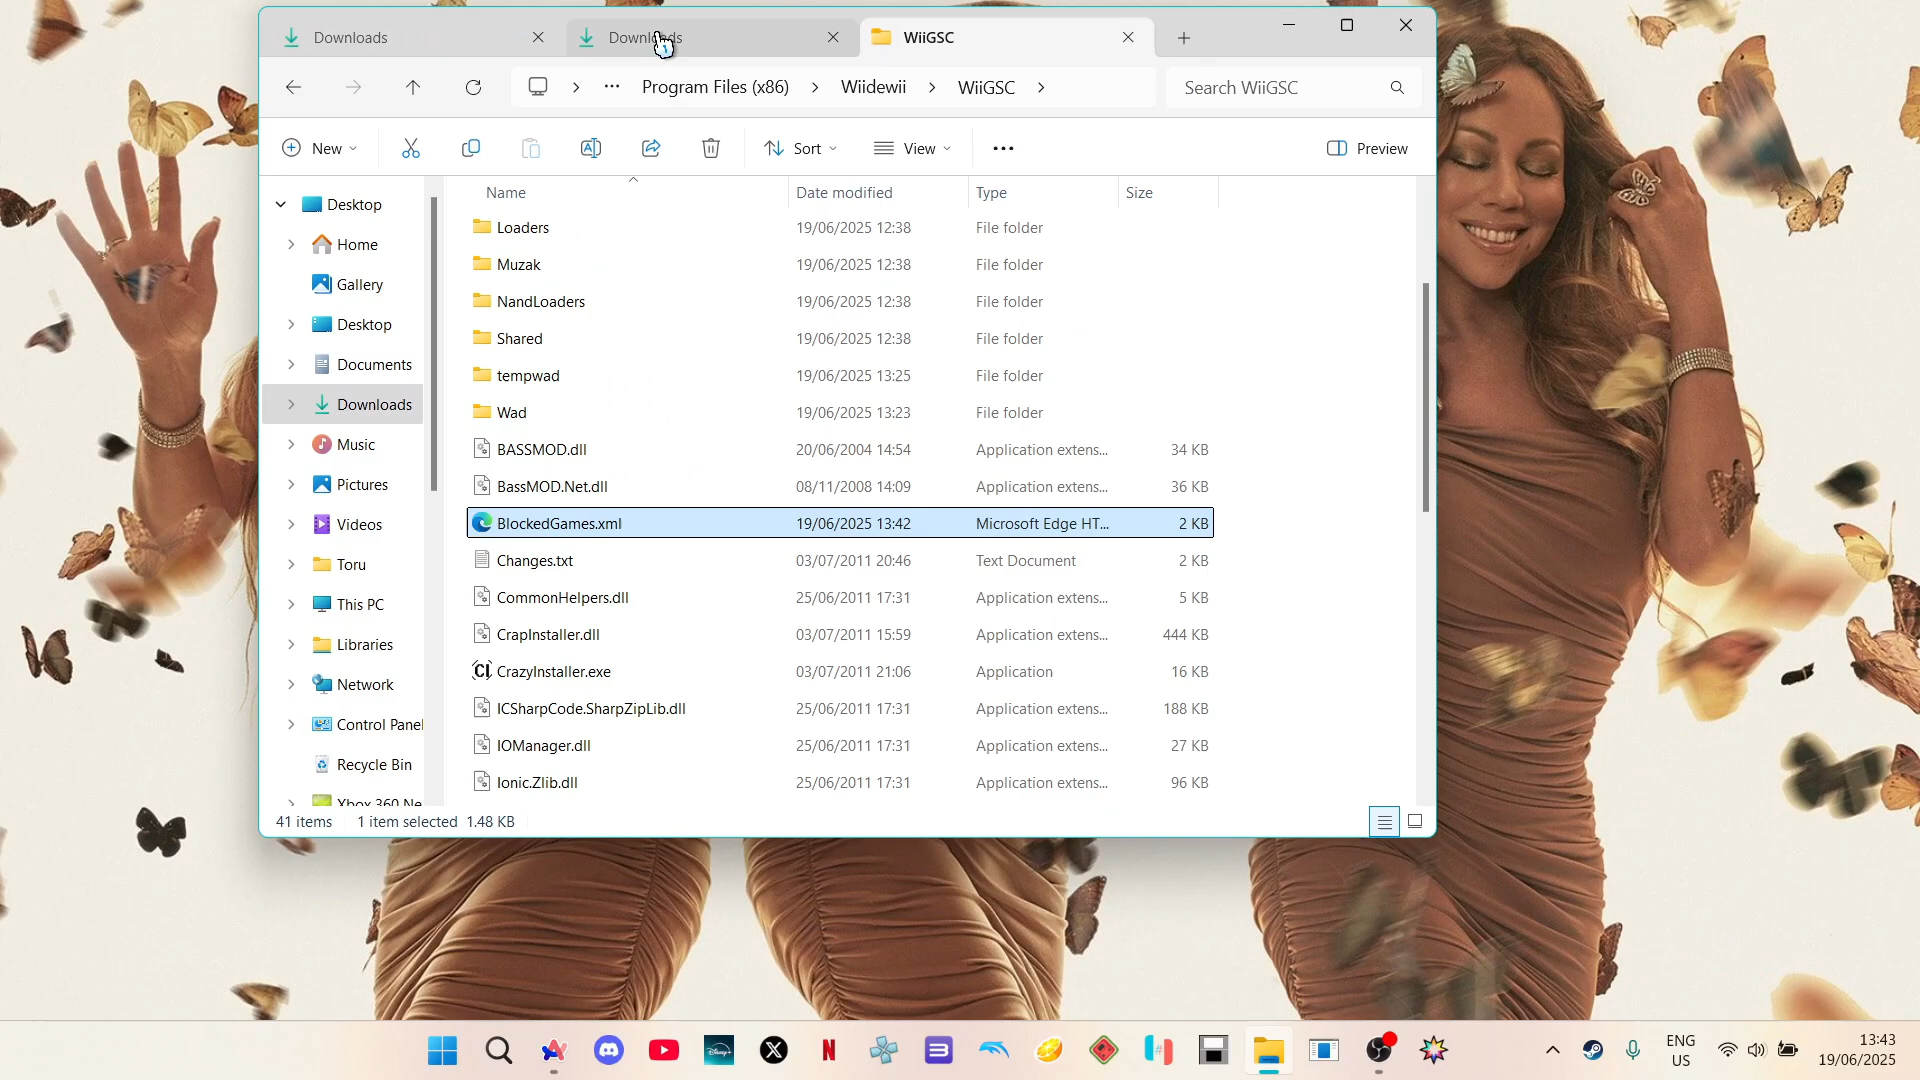 Downloads
Downloads
WiiGSC
Program Files (x86) Wiidewii WiiGSC
Search WiiGSC
New
Sort
View
Preview
Desktop
Home
Gallery
Desktop
Documents
Downloads
Music
Pictures
Videos
Toru
This PC
Libraries
Network
Control Panel
Recycle Bin
Xbox 360 Ne
Name Date modified Type Size
Loaders 19/06/2025 12:38 File folder
Muzak 19/06/2025 12:38 File folder
NandLoaders 19/06/2025 12:38 File folder
Shared 19/06/2025 12:38 File folder
tempwad 19/06/2025 13:25 File folder
Wad 19/06/2025 13:23 File folder
BASSMOD.dll 20/06/2004 14:54 Application extens... 34 KB
BassMOD.Net.dll 08/11/2008 14:09 Application extens... 36 KB
BlockedGames.xml 19/06/2025 13:42 Microsoft Edge HT... 2 KB
Changes.txt 03/07/2011 20:46 Text Document 2 KB
CommonHelpers.dll 25/06/2011 17:31 Application extens... 5 KB
CrapInstaller.dll 03/07/2011 15:59 Application extens... 444 KB
CI CrazyInstaller.exe 03/07/2011 21:06 Application 16 KB
ICSharpCode.SharpZipLib.dll 25/06/2011 17:31 Application extens... 188 KB
IOManager.dll 25/06/2011 17:31 Application extens... 27 KB
Ionic.Zlib.dll 25/06/2011 17:31 Application extens... 96 KB
41 items 1 item selected 1.48 KB
ENG
US
13:43
19/06/2025